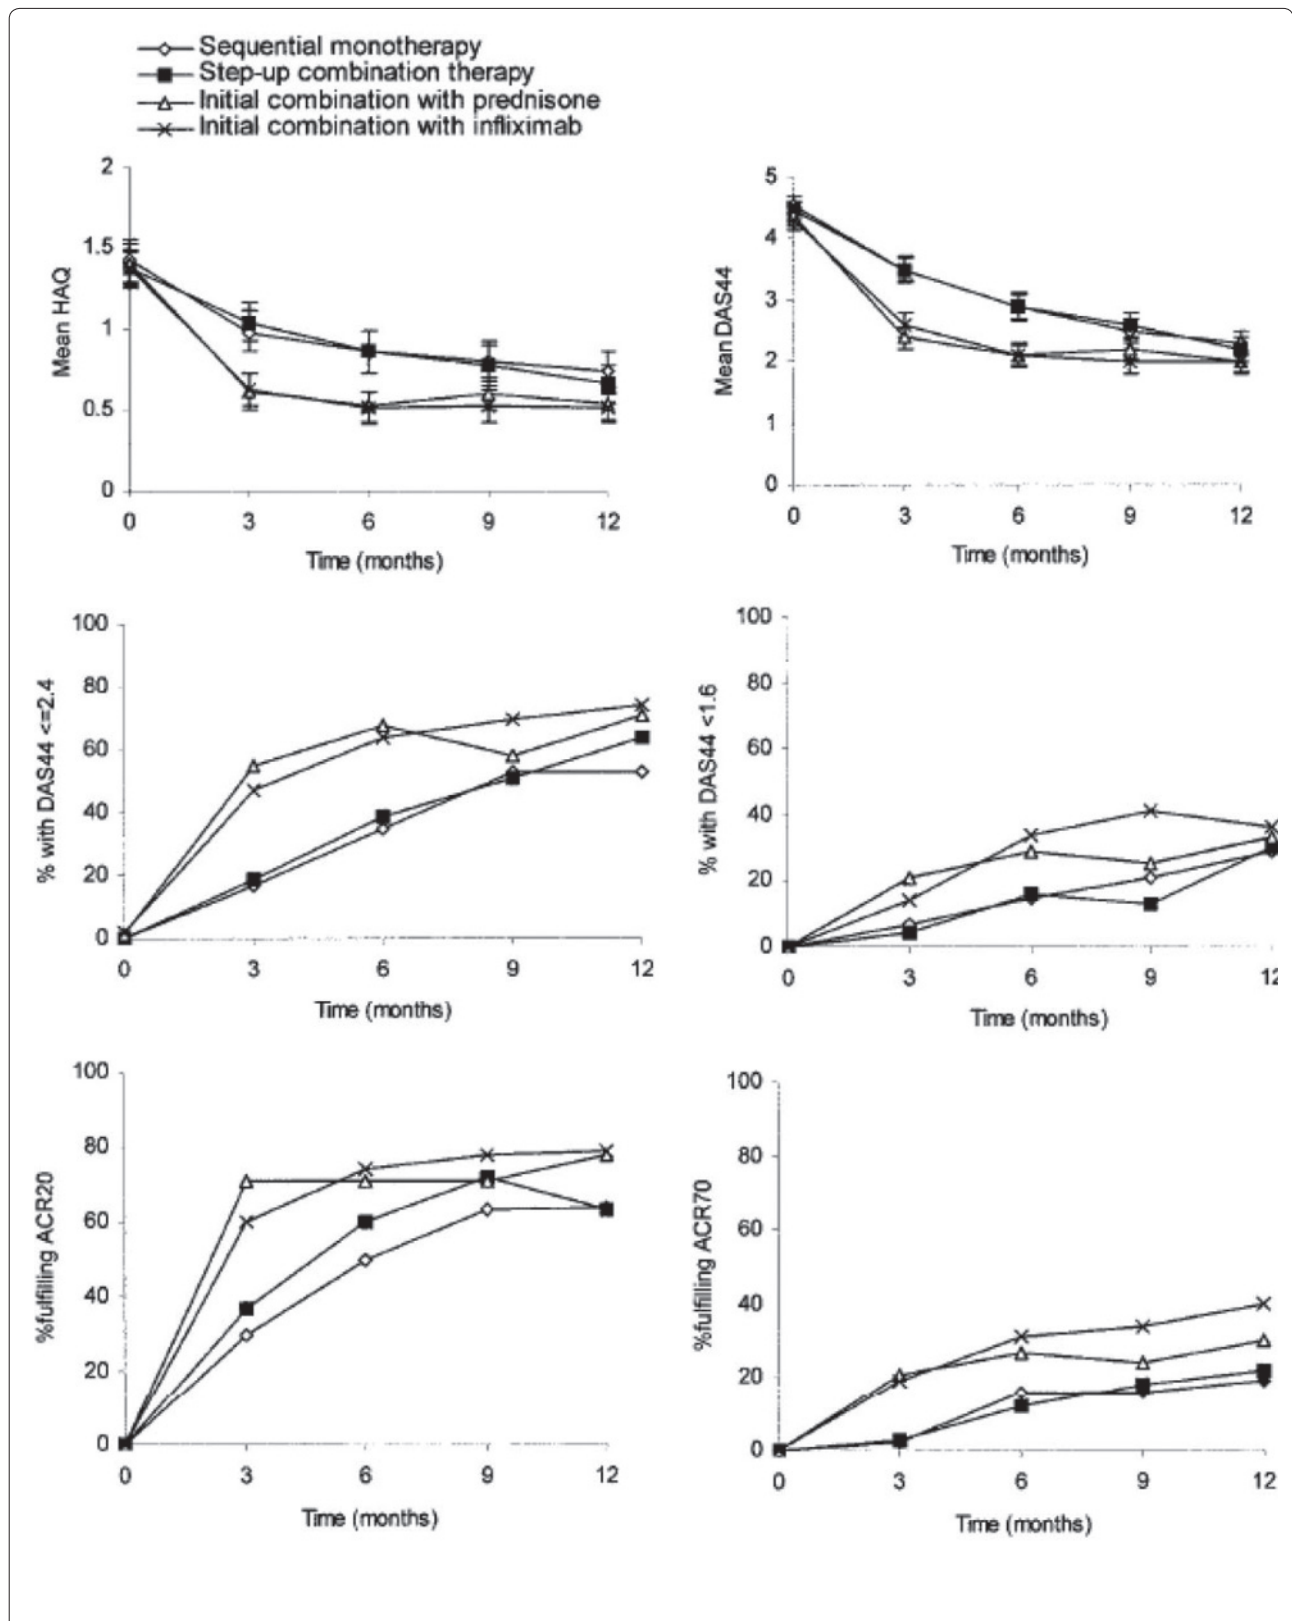 Sequential monotherapy
Step-up combination therapy
Initial combination with prednisone
Initial combination with infliximab
Mean HAQ
2
1.5
1
0.5
0
0 3 6 9 12
Time (months)
Mean DAS44
5
4
3
2
1
0
0 3 6 9 12
Time (months)
% with DAS44 <=2.4
100
80
60
40
20
0
0 3 6 9 12
Time (months)
% with DAS44 <1.6
100
80
60
40
20
0
0 3 6 9 12
Time (months)
%fulfilling ACR20
100
80
60
40
20
0
0 3 6 9 12
Time (months)
%fulfilling ACR70
100
80
60
40
20
0
0 3 6 9 12
Time (months)